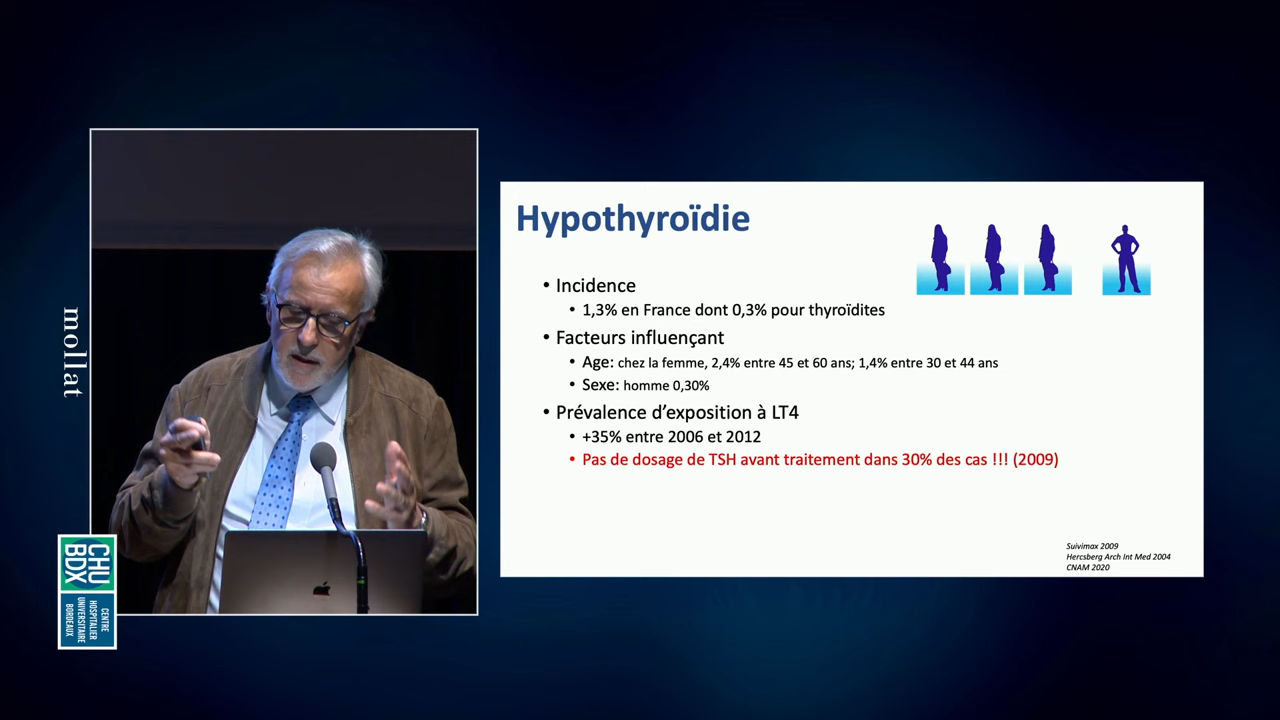 mollat
CHU
BDX
CENTRE
HOSPITALIER
UNIVERSITAIRE
BORDEAUX
Hypothyroïdie
• Incidence
• 1,3% en France dont 0,3% pour thyroïdites
• Facteurs influençant
• Age: chez la femme, 2,4% entre 45 et 60 ans; 1,4% entre 30 et 44 ans
• Sexe: homme 0,30%
• Prévalence d'exposition à LT4
• +35% entre 2006 et 2012
• Pas de dosage de TSH avant traitement dans 30% des cas !!! (2009)
Suivimax 2009
Hercsberg Arch Int Med 2004
CNAM 2020